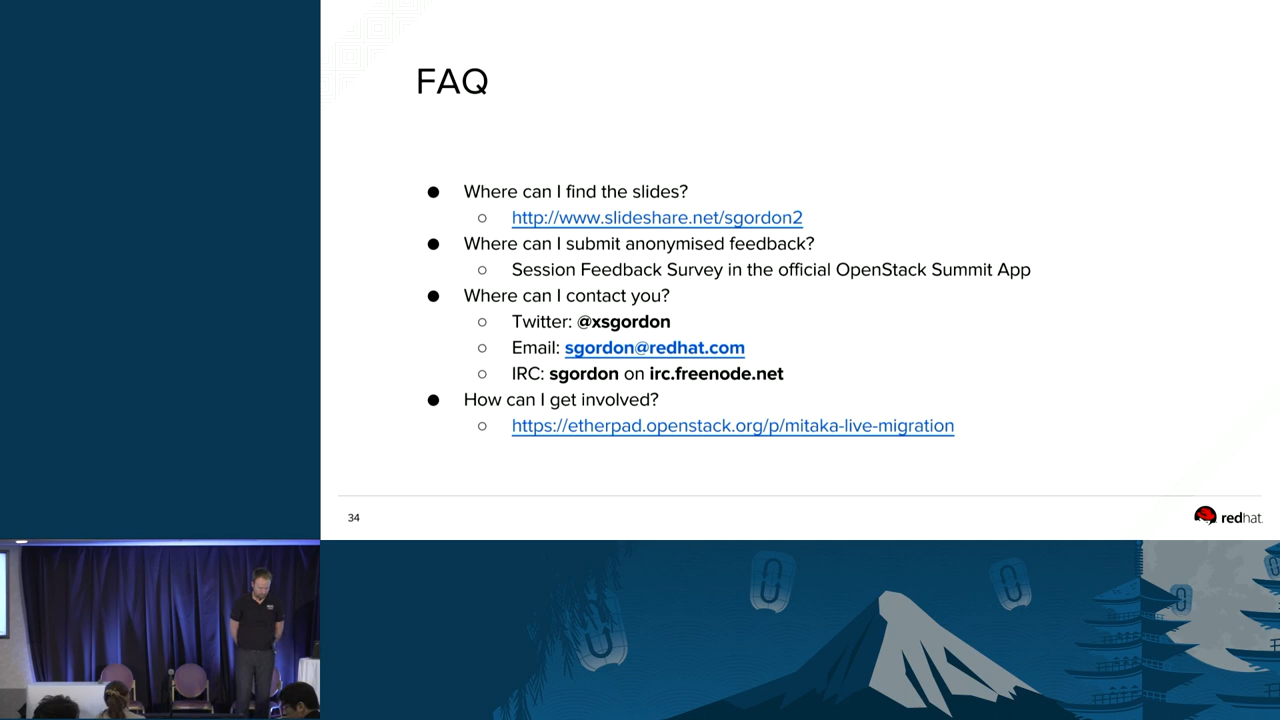 FAQ
● Where can I find the slides?
○ http://www.slideshare.net/sgordon2
● Where can I submit anonymised feedback?
○ Session Feedback Survey in the official OpenStack Summit App
● Where can I contact you?
○ Twitter: @xsgordon
○ Email: sgordon@redhat.com
○ IRC: sgordon on irc.freenode.net
● How can I get involved?
○ https://etherpad.openstack.org/p/mitaka-live-migration
34
redhat.